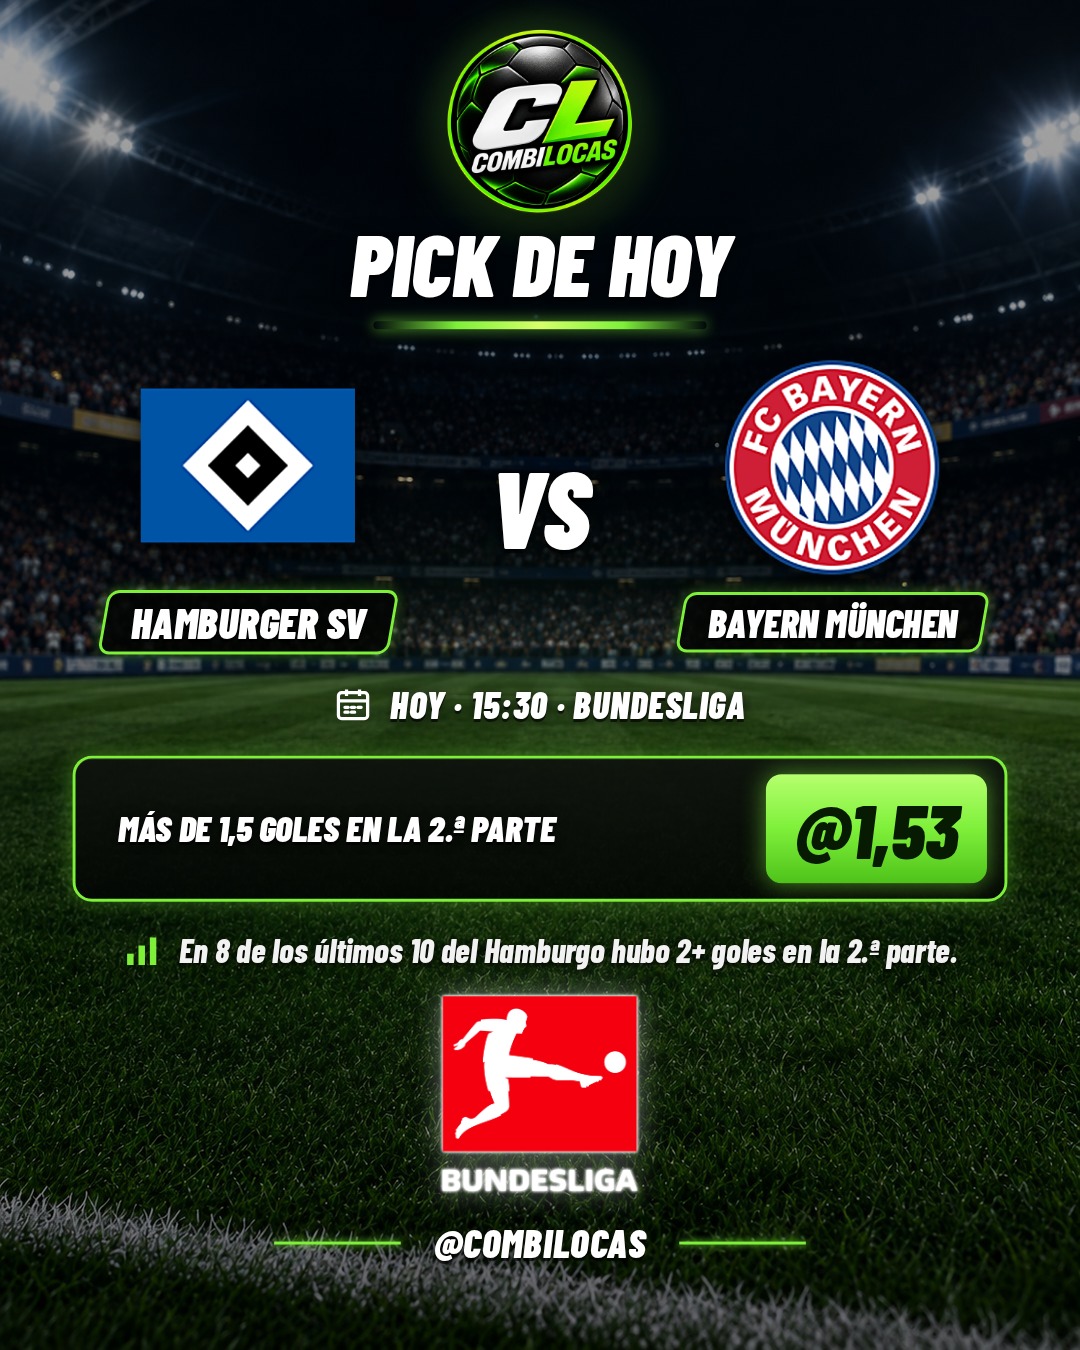 CL
COMBILOCAS
PICK DE HOY
FC BAYERN
MÜNCHEN
VS
HAMBURGER SV
BAYERN MÜNCHEN
HOY · 15:30 · BUNDESLIGA
MÁS DE 1,5 GOLES EN LA 2.ª PARTE
@1,53
En 8 de los últimos 10 del Hamburgo hubo 2+ goles en la 2.ª parte.
BUNDESLIGA
@COMBILOCAS